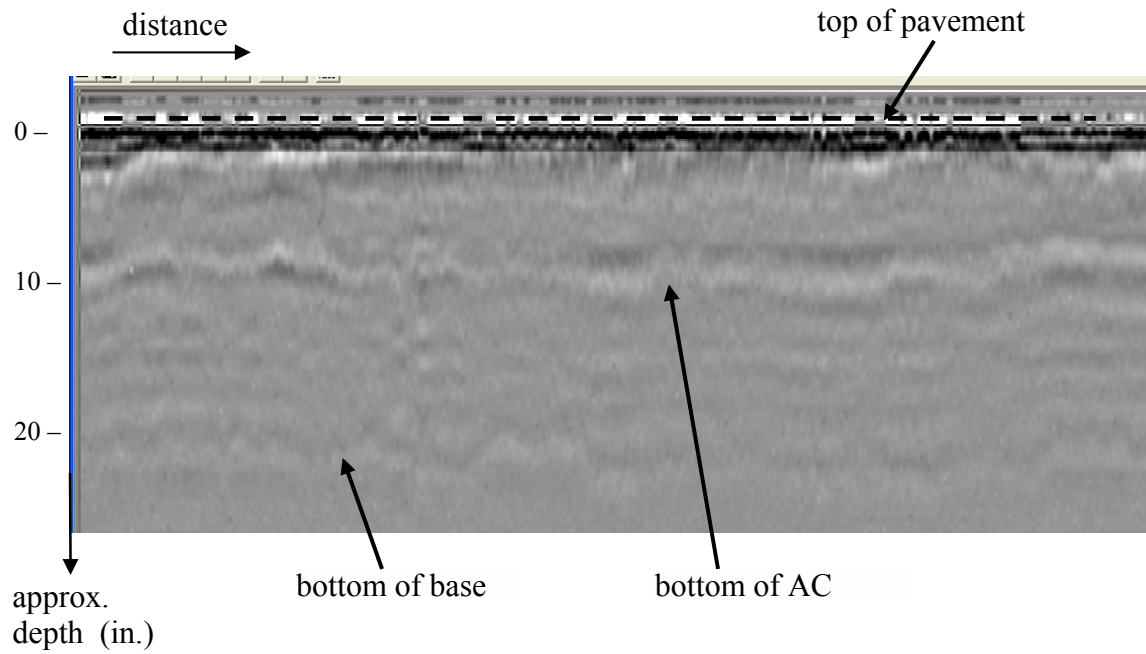 distance
top of pavement
0 –
10 –
20 –
bottom of base
bottom of AC
approx.
depth (in.)